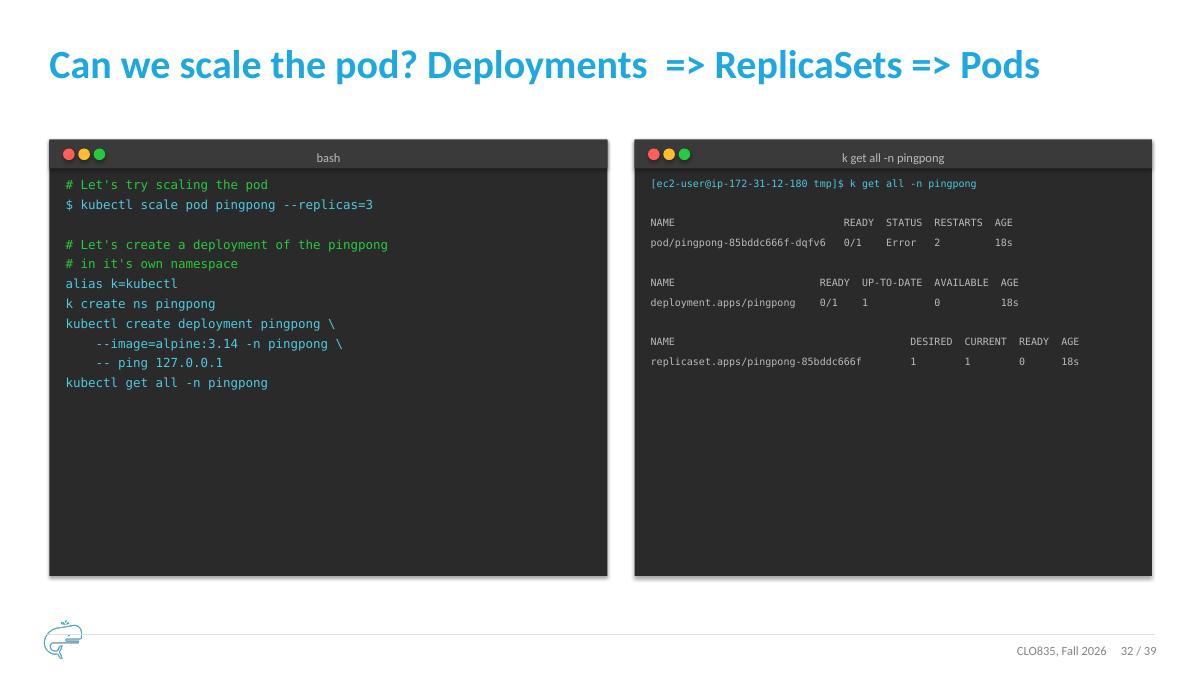 Can we scale the pod? Deployments => ReplicaSets => Pods
bash
# Let's try scaling the pod
$ kubectl scale pod pingpong --replicas=3
# Let's create a deployment of the pingpong
# in it's own namespace
alias k=kubectl
k create ns pingpong
kubectl create deployment pingpong \
    --image=alpine:3.14 -n pingpong \
    -- ping 127.0.0.1
kubectl get all -n pingpong
k get all -n pingpong
[ec2-user@ip-172-31-12-180 tmp]$ k get all -n pingpong
NAME                            READY  STATUS  RESTARTS  AGE
pod/pingpong-85bddc666f-dqfv6   0/1    Error   2         18s
NAME                        READY  UP-TO-DATE  AVAILABLE  AGE
deployment.apps/pingpong    0/1    1           0          18s
NAME                                       DESIRED  CURRENT  READY  AGE
replicaset.apps/pingpong-85bddc666f        1        1        0      18s
CLO835, Fall 2026    32 / 39